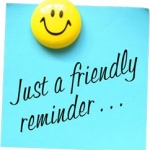 Just a friendly
reminder . . .